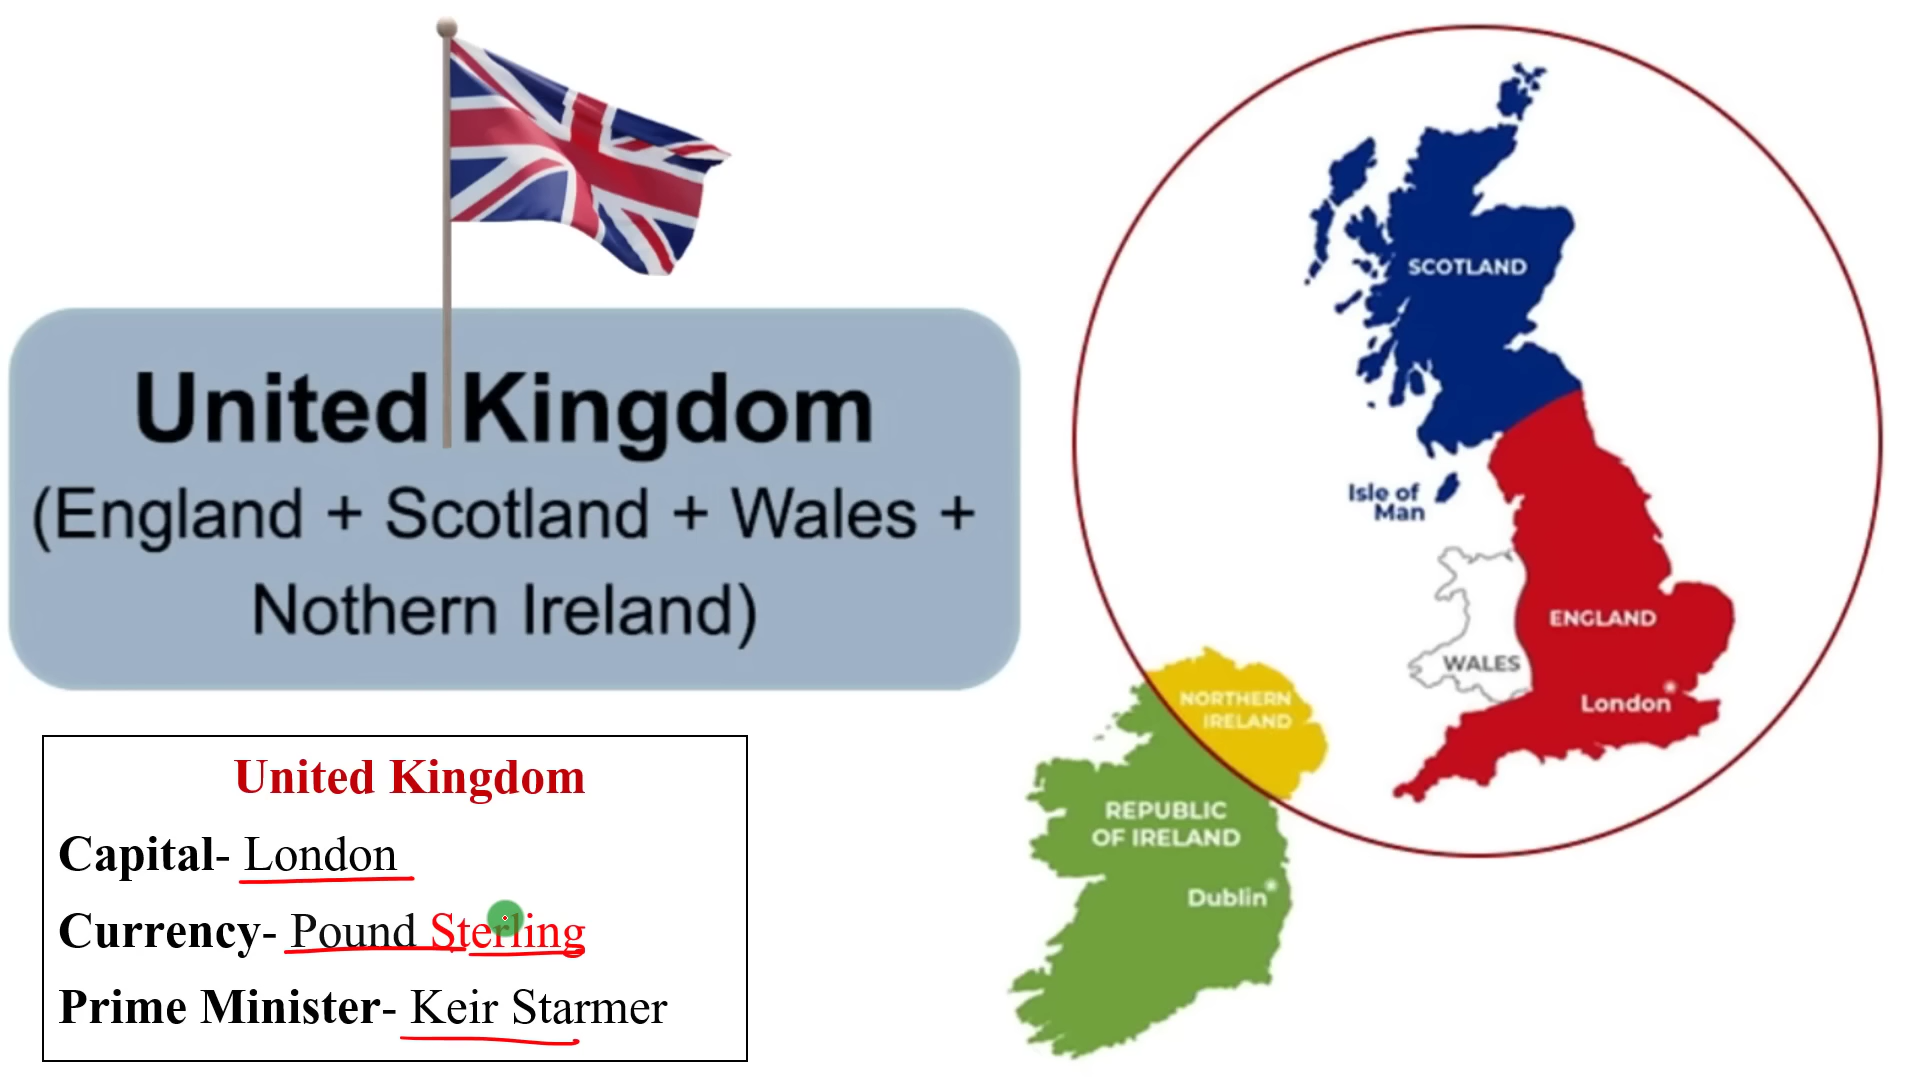 United Kingdom
(England + Scotland + Wales +
Nothern Ireland)
United Kingdom
Capital- London
Currency- Pound Sterling
Prime Minister- Keir Starmer
SCOTLAND
Isle of
Man
ENGLAND
WALES
London
NORTHERN
IRELAND
REPUBLIC
OF IRELAND
Dublin